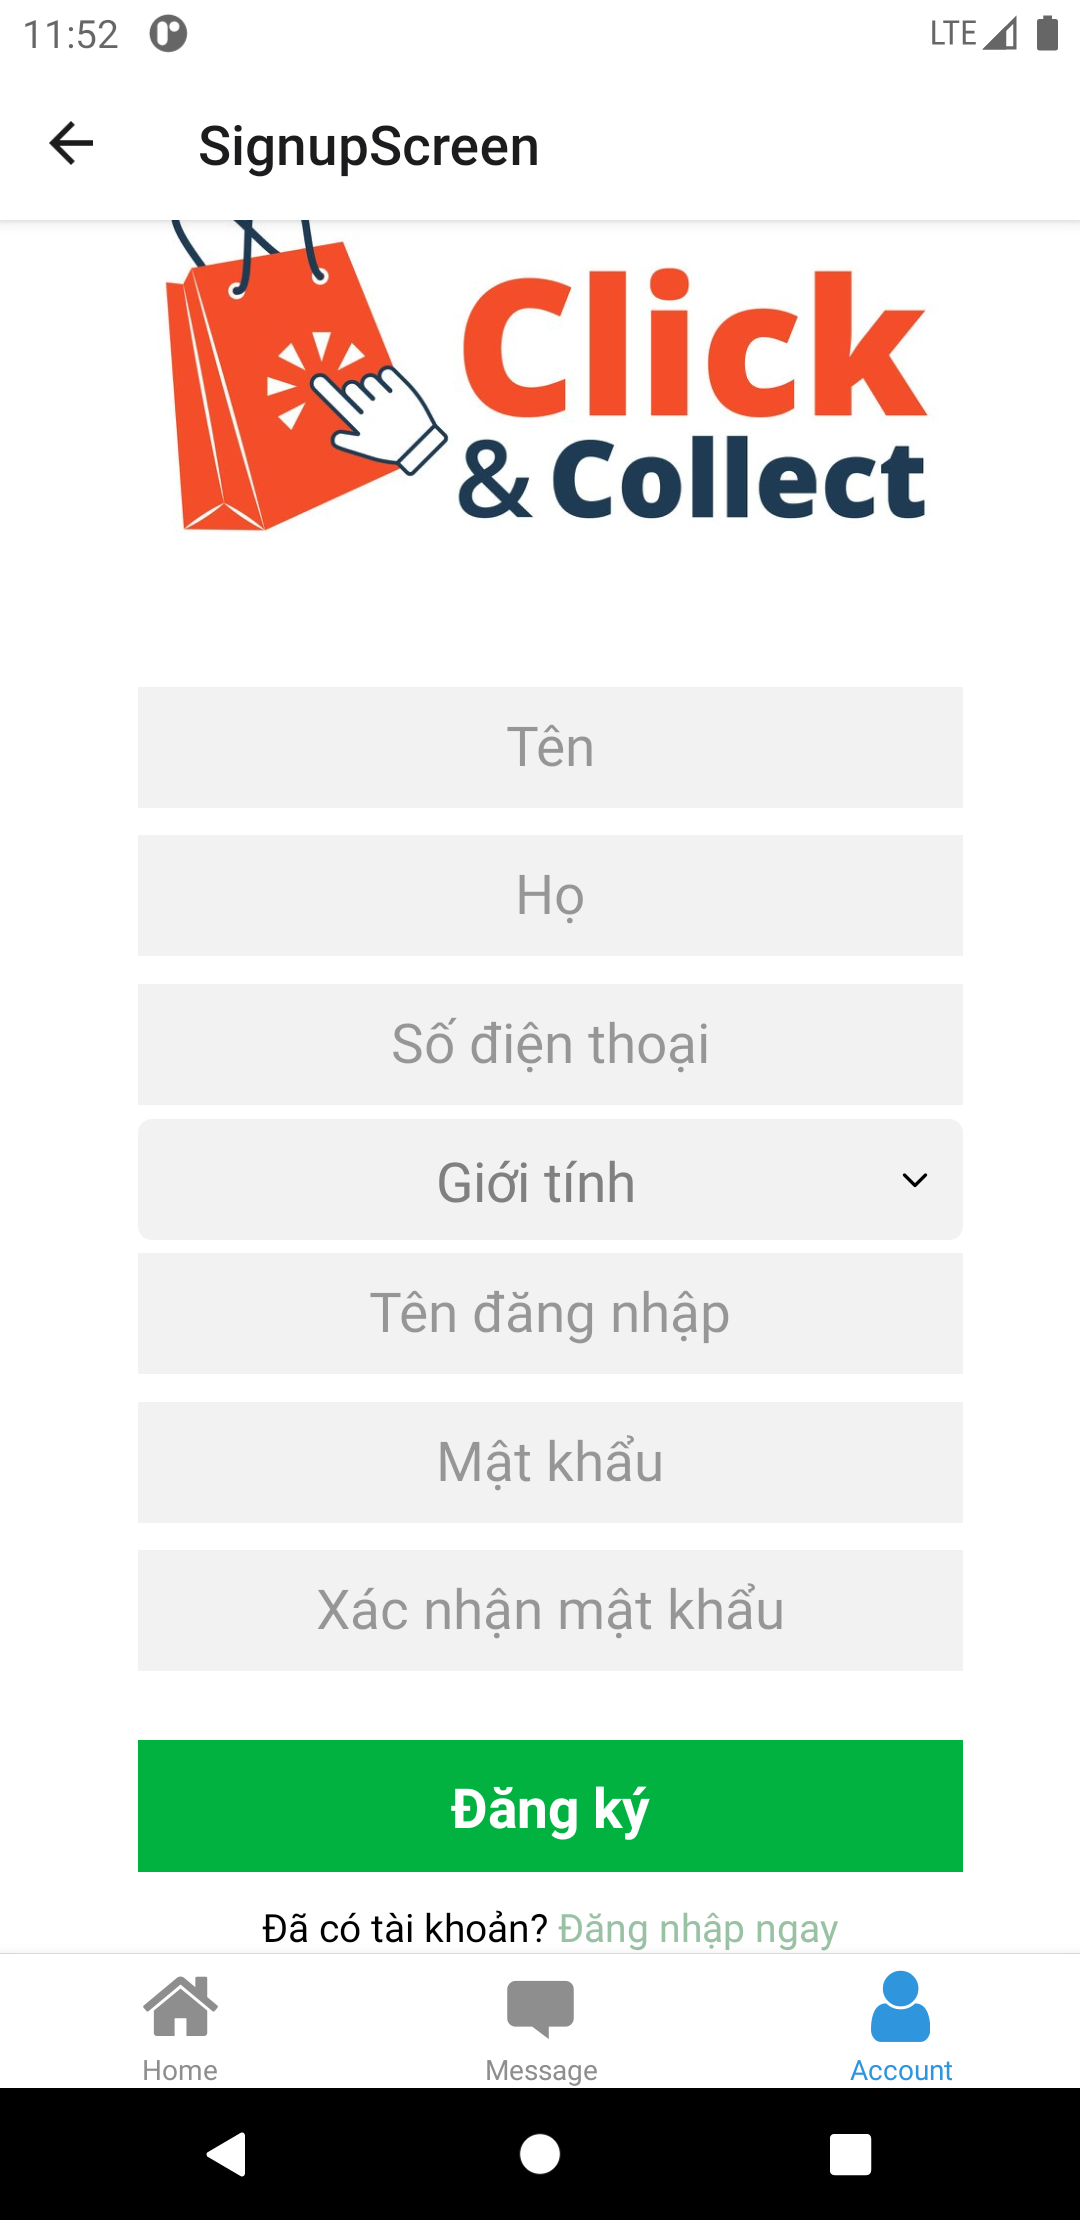 11:52
LTE
SignupScreen
Click
& Collect
Tên
Họ
Số điện thoại
Giới tính
Tên đăng nhập
Mật khẩu
Xác nhận mật khẩu
Đăng ký
Đã có tài khoản? Đăng nhập ngay
Home
Message
Account